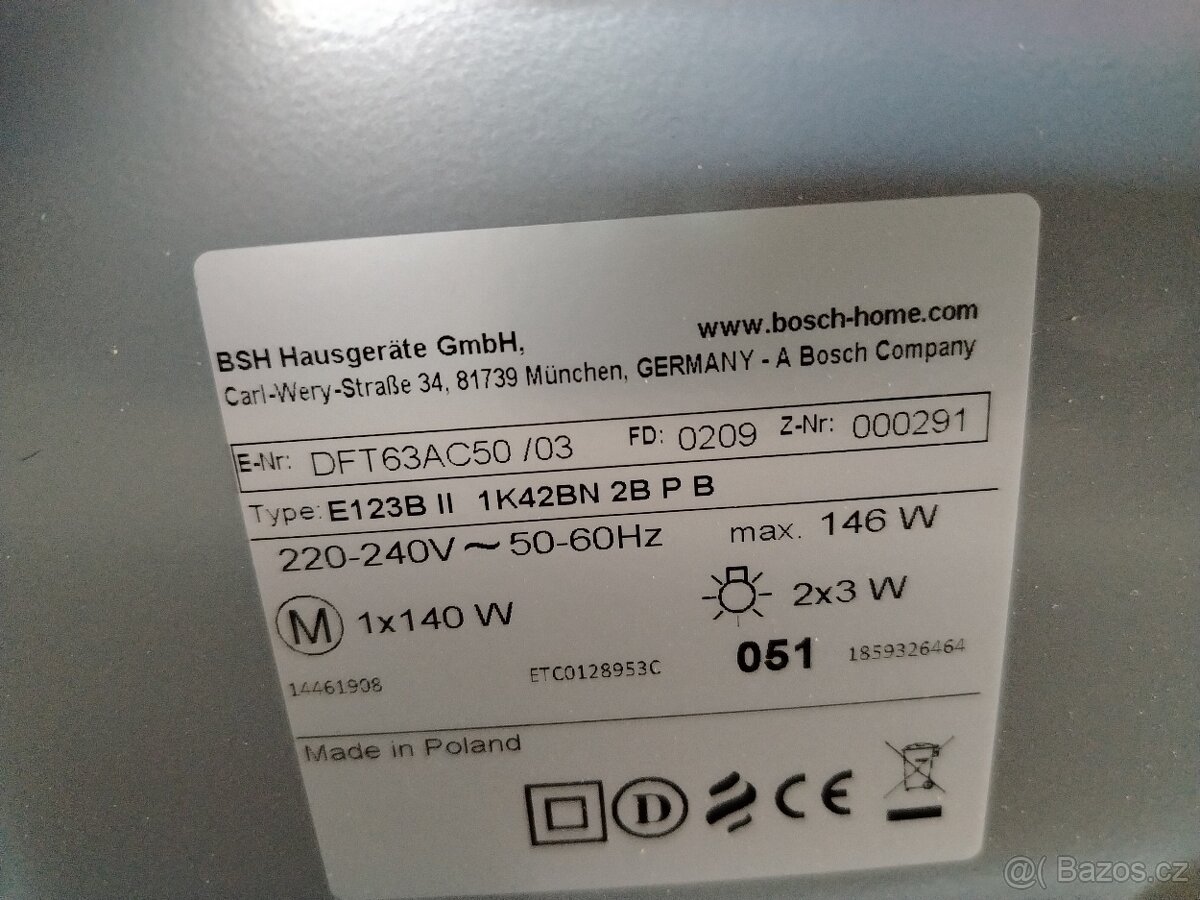 www.bosch-home.com
BSH Hausgeräte GmbH,
Carl-Wery-Straße 34, 81739 München, GERMANY - A Bosch Company
E-Nr: DFT63AC50 /03 FD: 0209 Z-Nr: 000291
Type: E123B II 1K42BN 2B P B
220-240V ~ 50-60Hz max. 146 W
M 1x140 W 2x3 W
14461908 ETC0128953C 051 1859326464
Made in Poland
D CE
@( Bazos.cz